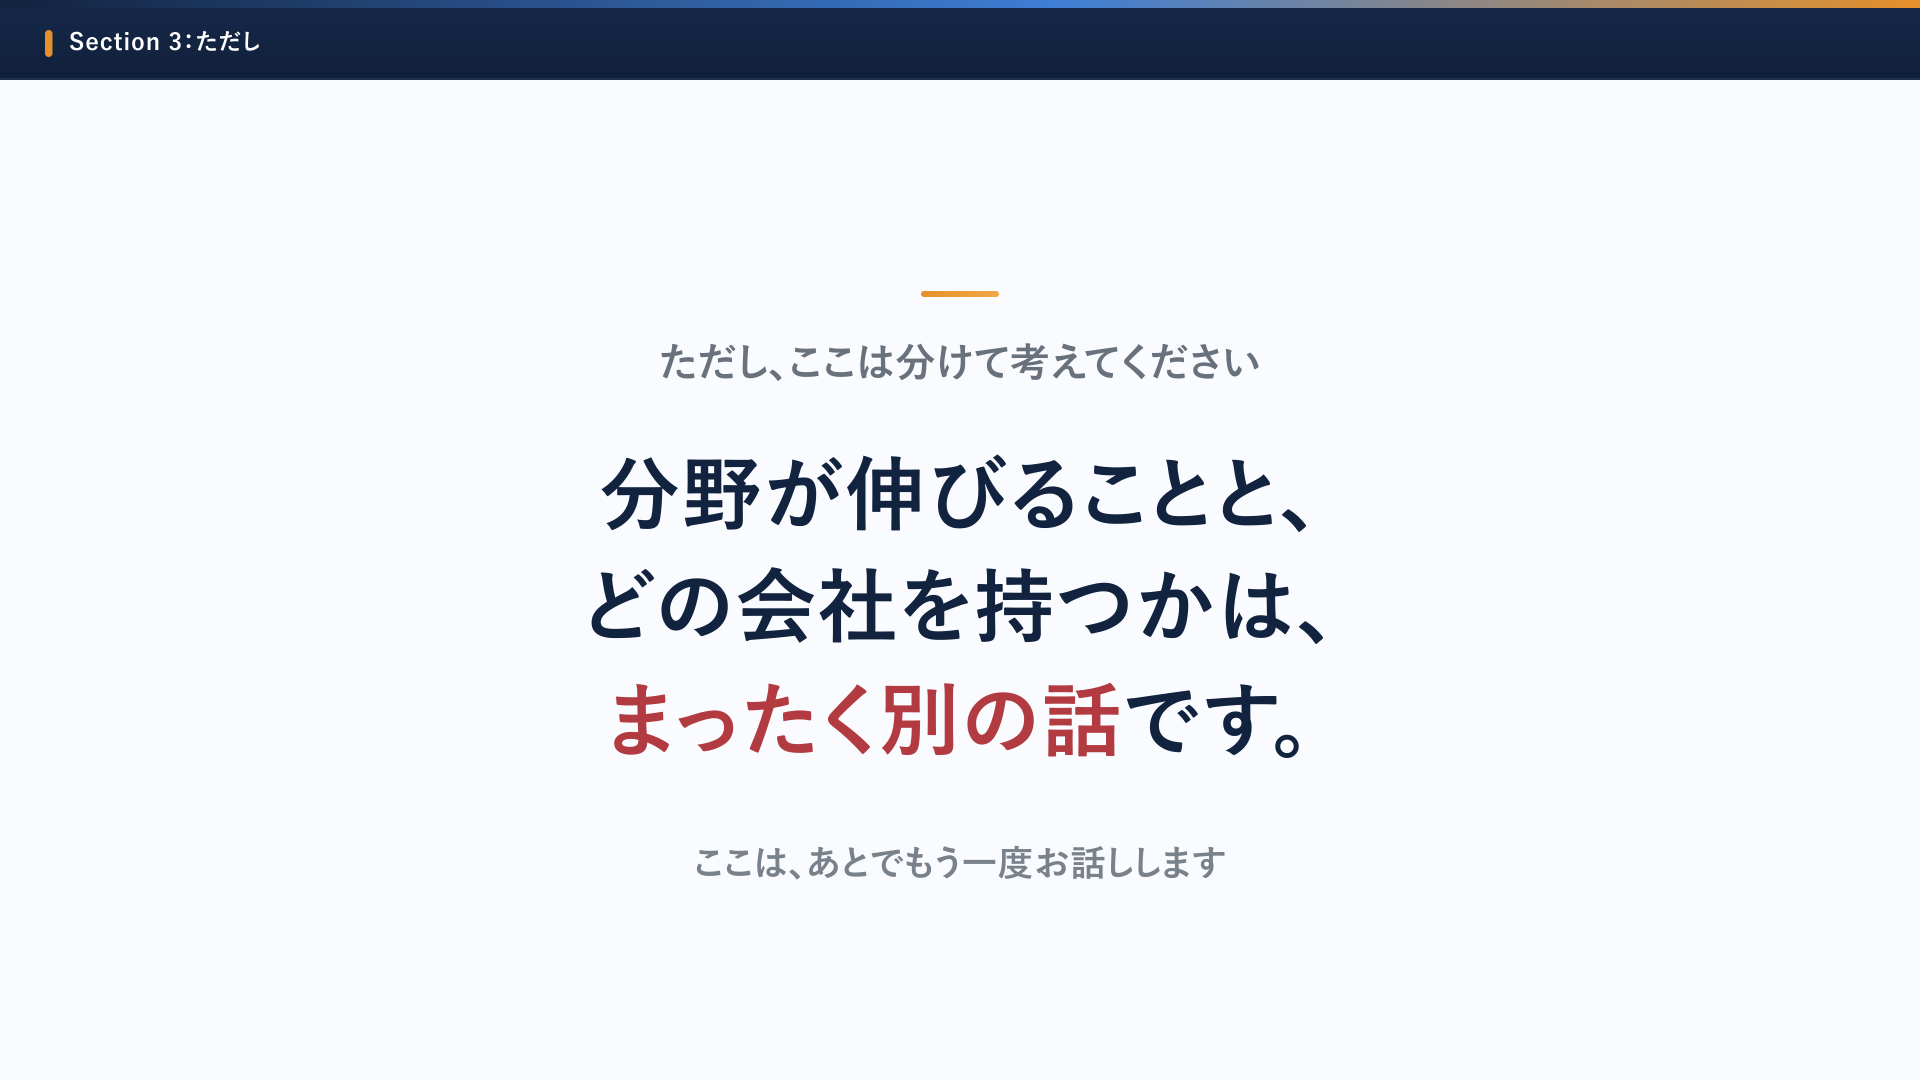 Section 3：ただし
ただし、ここは分けて考えてください
分野が伸びることと、
どの会社を持つかは、
まったく別の話です。
ここは、あとでもう一度お話しします